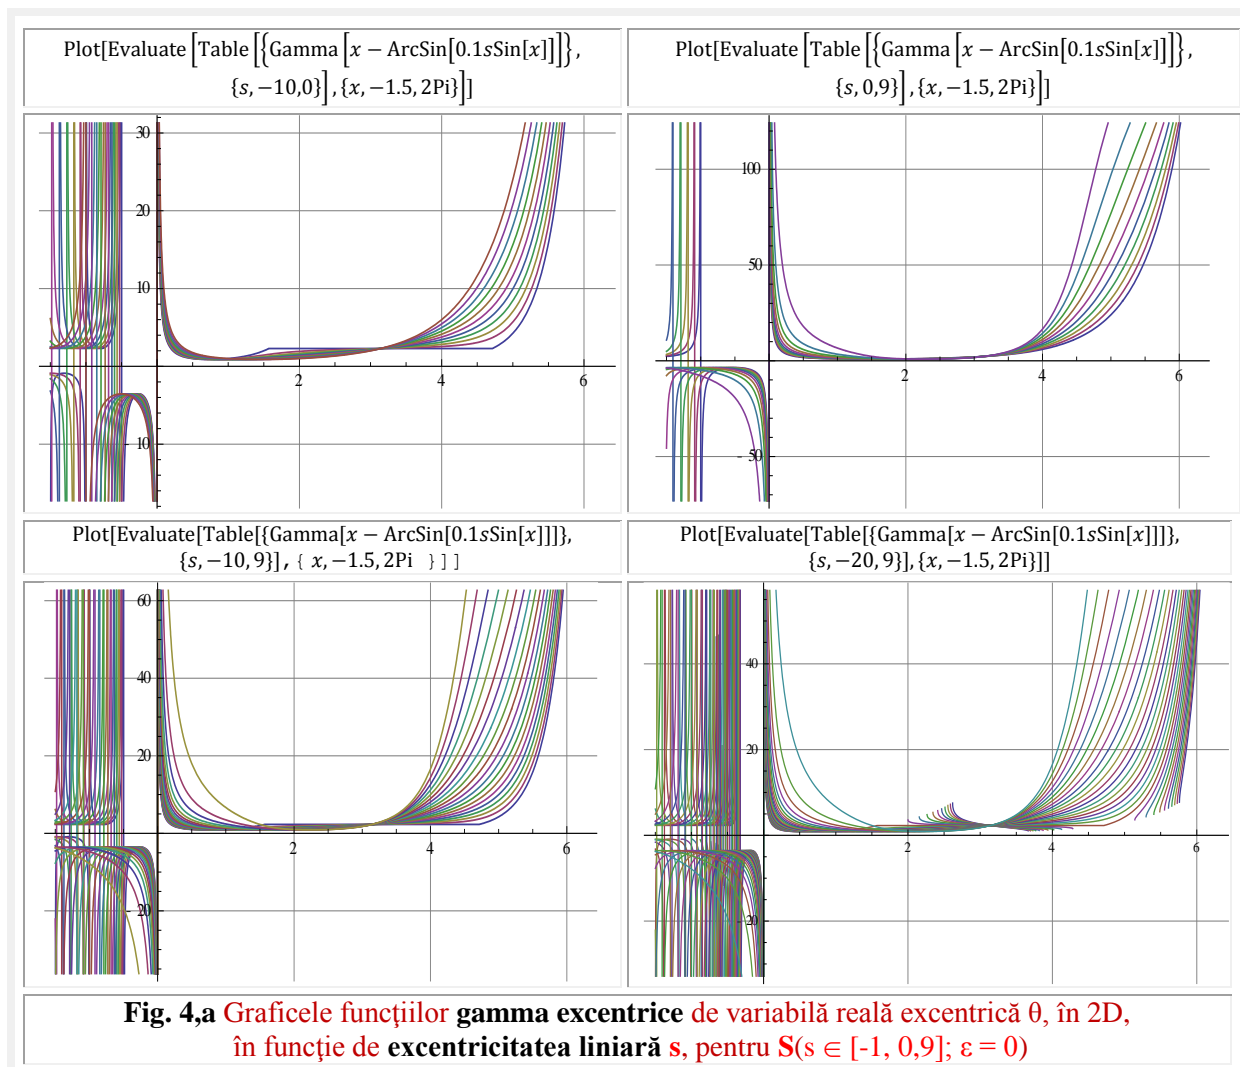 Plot[Evaluate[Table[{Gamma[x − ArcSin[0.1sSin[x]]]},
{s, −10,0}],{x, −1.5, 2Pi}]]
Plot[Evaluate[Table[{Gamma[x − ArcSin[0.1sSin[x]]]},
{s, 0,9}],{x, −1.5, 2Pi}]]
30
20
10
2
4
6
- 10
100
50
2
4
6
- 50
Plot[Evaluate[Table[{Gamma[x − ArcSin[0.1sSin[x]]]},
{s, −10,9}], { x, −1.5, 2Pi }]]
Plot[Evaluate[Table[{Gamma[x − ArcSin[0.1sSin[x]]]},
{s, −20,9}],{x, −1.5,2Pi}]]
60
40
20
2
4
6
- 20
40
20
2
4
6
20
Fig. 4,a Graficele funcţiilor gamma excentrice de variabilă reală excentrică θ, în 2D,
în funcţie de excentricitatea liniară s, pentru S(s ∈ [-1, 0,9]; ε = 0)